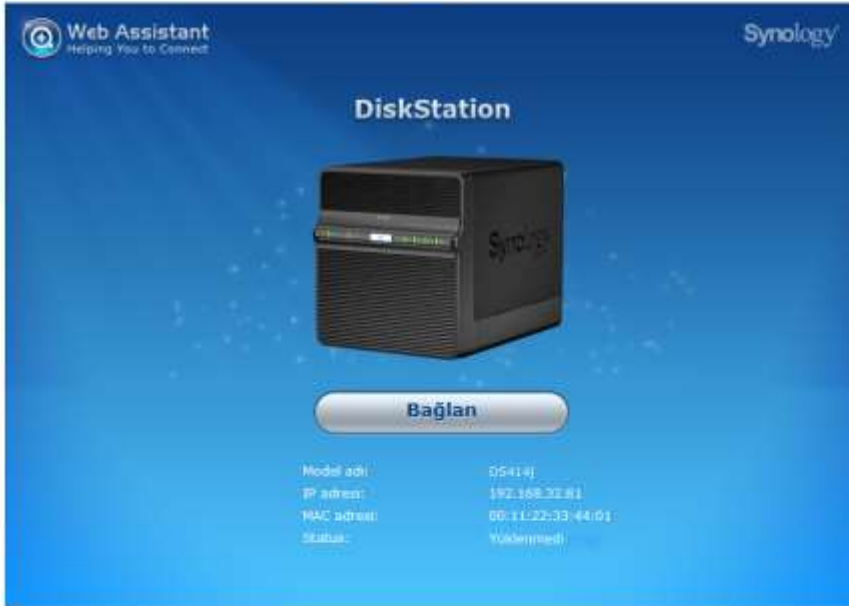 Web Assistant
Helping You to Connect
Synology
DiskStation
Synology
Bağlan
Model adı: DS414j
IP adresi: 192.168.32.81
MAC adresi: 00:11:22:33:44:01
Status: Yüklenmedi